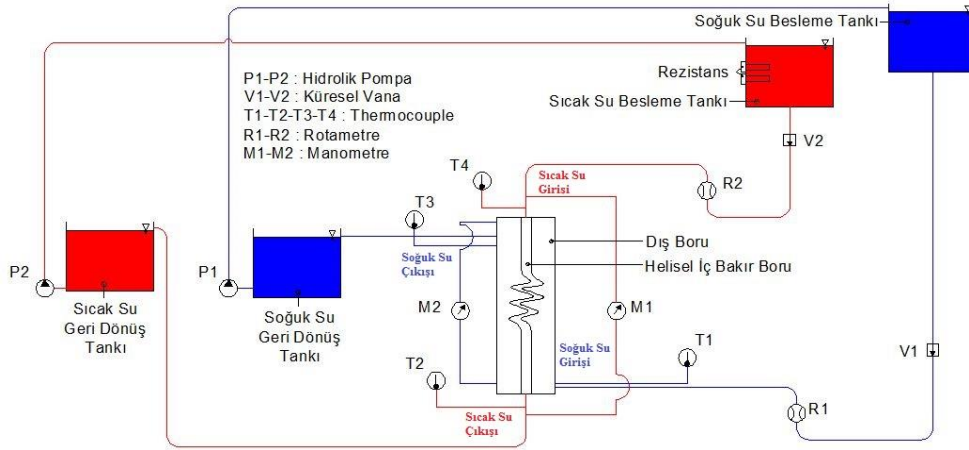 Soğuk Su Besleme Tankı
P1-P2 : Hidrolik Pompa
V1-V2 : Küresel Vana
T1-T2-T3-T4 : Thermocouple
R1-R2 : Rotametre
M1-M2 : Manometre
Rezistans
Sıcak Su Besleme Tankı
V2
T4
Sıcak Su
Girişi
R2
T3
Soğuk Su
Çıkışı
Dış Boru
Helisel İç Bakır Boru
P2
P1
Sıcak Su
Geri Dönüş
Tankı
Soğuk Su
Geri Dönüş
Tankı
M2
M1
T2
Soğuk Su
Girişi
T1
V1
Sıcak Su
Çıkışı
R1